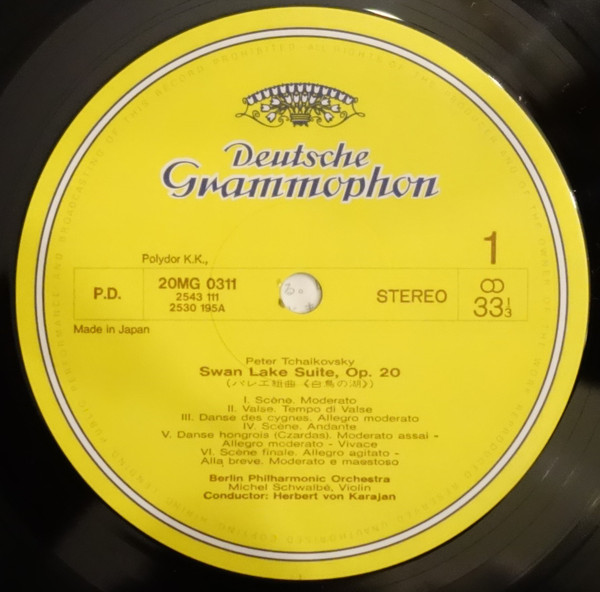 Deutsche
Grammophon
1
Polydor K.K.,
P.D.
20MG 0311
2543 111
2530 195A
STEREO
33 1/3
Made in Japan
Peter Tchaikovsky
Swan Lake Suite, Op. 20
(バレエ組曲《白鳥の湖》)
I. Scène. Moderato
II. Valse. Tempo di Valse
III. Danse des cygnes. Allegro moderato
IV. Scène. Andante
V. Danse hongrois (Czardas). Moderato assai -
Allegro moderato - Vivace
VI. Scène finale. Allegro agitato -
Alla breve. Moderato e maestoso
Berlin Philharmonic Orchestra
Michel Schwalbé, Violin
Conductor: Herbert von Karajan